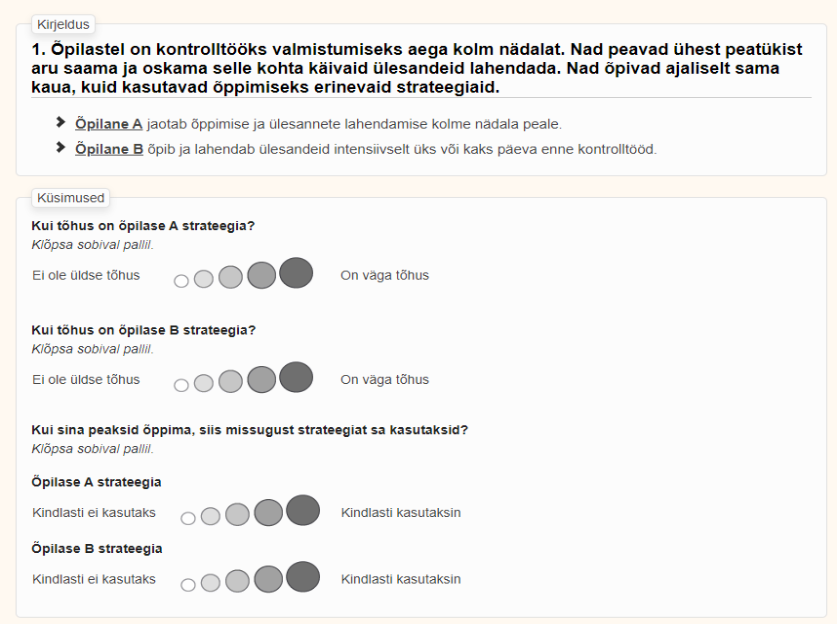 Kirjeldus
1. Õpilastel on kontrolltööks valmistumiseks aega kolm nädalat. Nad peavad ühest peatükist
aru saama ja oskama selle kohta käivaid ülesandeid lahendada. Nad õpivad ajaliselt sama
kaua, kuid kasutavad õppimiseks erinevaid strateegiaid.
Õpilane A jaotab õppimise ja ülesannete lahendamise kolme nädala peale.
Õpilane B õpib ja lahendab ülesandeid intensiivselt üks või kaks päeva enne kontrolltööd.
Küsimused
Kui tõhus on õpilase A strateegia?
Klõpsa sobival pallil.
Ei ole üldse tõhus On väga tõhus
Kui tõhus on õpilase B strateegia?
Klõpsa sobival pallil.
Ei ole üldse tõhus On väga tõhus
Kui sina peaksid õppima, siis missugust strateegiat sa kasutaksid?
Klõpsa sobival pallil.
Õpilase A strateegia
Kindlasti ei kasutaks Kindlasti kasutaksin
Õpilase B strateegia
Kindlasti ei kasutaks Kindlasti kasutaksin